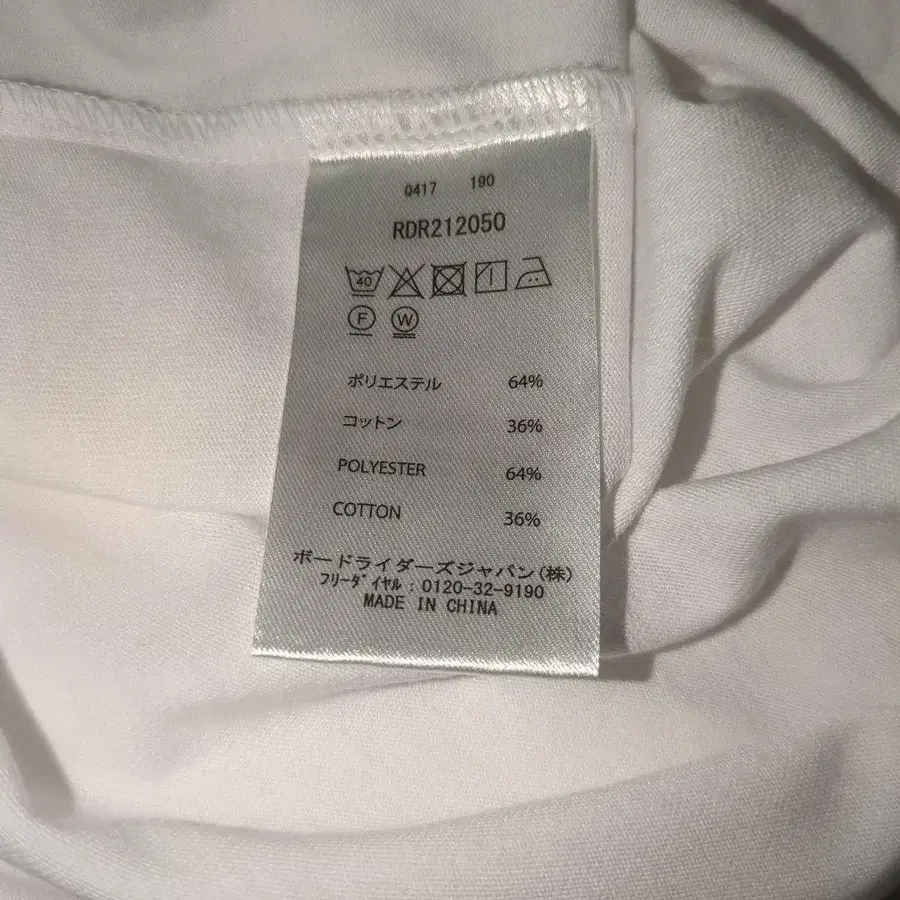 Q417 190
RDR212050
40
F W
ポリエステル 64%
コットン 36%
POLYESTER 64%
COTTON 36%
ボードライダーズジャパン(株)
フリーダイヤル:0120-32-9190
MADE IN CHINA